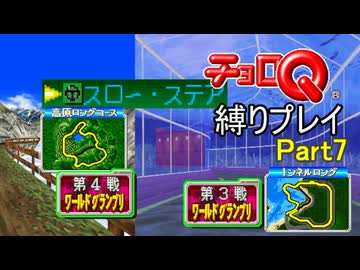 チョロQ®
スロー・ステア
縛りプレイ
Part7
高原ロングコース
第4戦
ワールドグランプリ
第3戦
ワールドグランプリ
トンネルロング